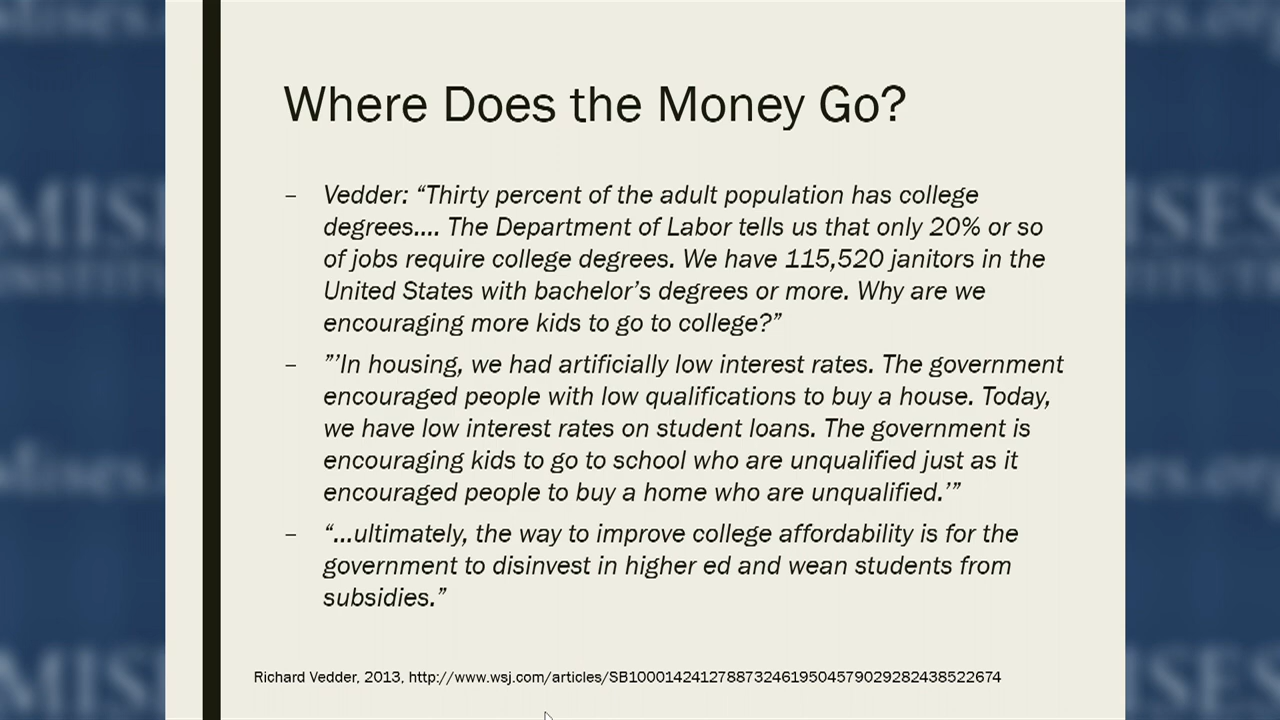 Where Does the Money Go?
– Vedder: “Thirty percent of the adult population has college
degrees.... The Department of Labor tells us that only 20% or so
of jobs require college degrees. We have 115,520 janitors in the
United States with bachelor’s degrees or more. Why are we
encouraging more kids to go to college?”
– ”’In housing, we had artificially low interest rates. The government
encouraged people with low qualifications to buy a house. Today,
we have low interest rates on student loans. The government is
encouraging kids to go to school who are unqualified just as it
encouraged people to buy a home who are unqualified.’”
– “...ultimately, the way to improve college affordability is for the
government to disinvest in higher ed and wean students from
subsidies.”
Richard Vedder, 2013, http://www.wsj.com/articles/SB10001424127887324619504579029282438522674